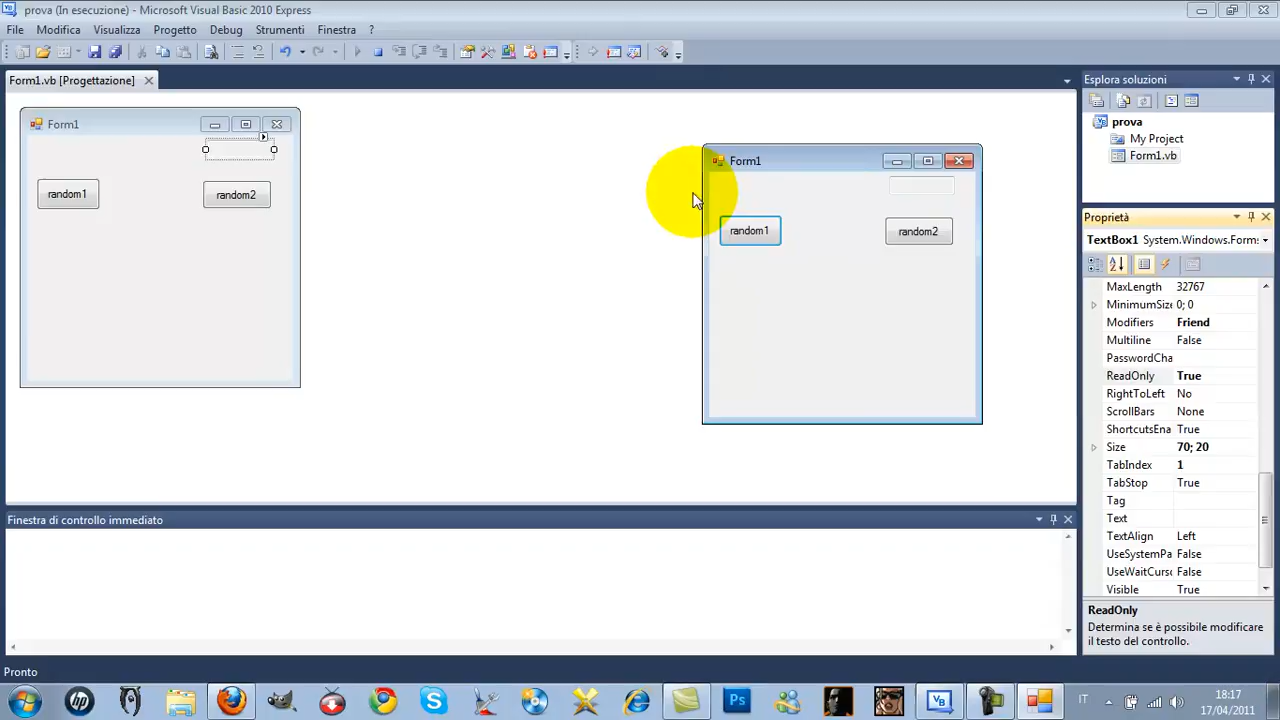 prova (In esecuzione) - Microsoft Visual Basic 2010 Express
File Modifica Visualizza Progetto Debug Strumenti Finestra ?
Form1.vb [Progettazione]
Form1
random1 random2
Form1
random1 random2
Esplora soluzioni
prova
My Project
Form1.vb
Proprietà
TextBox1 System.Windows.Form:
MaxLength 32767
MinimumSize 0; 0
Modifiers Friend
Multiline False
PasswordCha
ReadOnly True
RightToLeft No
ScrollBars None
ShortcutsEna True
Size 70; 20
TabIndex 1
TabStop True
Tag
Text
TextAlign Left
UseSystemPa False
UseWaitCurso False
Visible True
ReadOnly
Determina se è possibile modificare
il testo del controllo.
Finestra di controllo immediato
Pronto
IT
18:17
17/04/2011